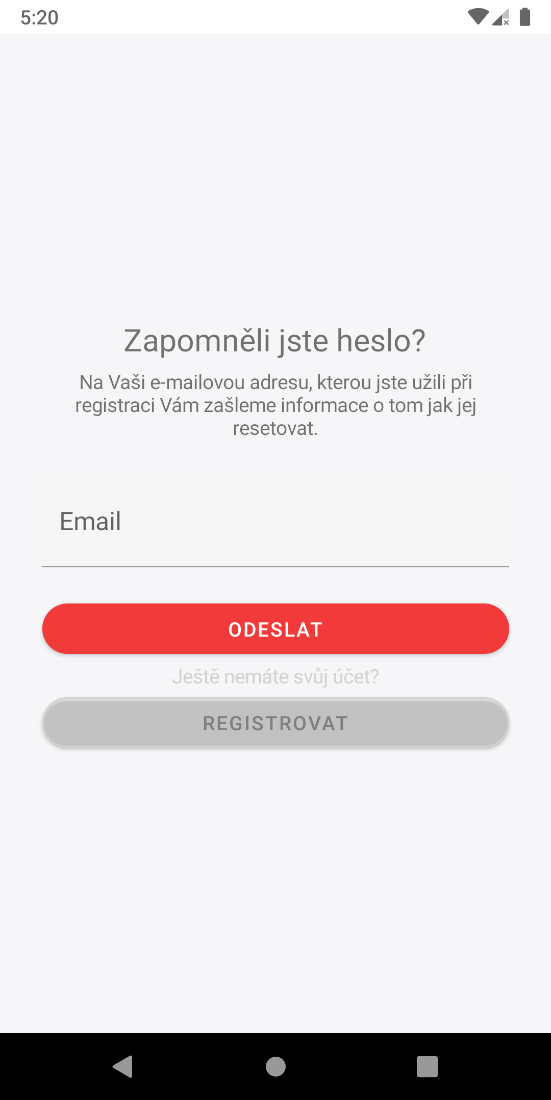 5:20
Zapomněli jste heslo?
Na Vaši e-mailovou adresu, kterou jste užili při
registraci Vám zašleme informace o tom jak jej
resetovat.
Email
ODESLAT
Ještě nemáte svůj účet?
REGISTROVAT